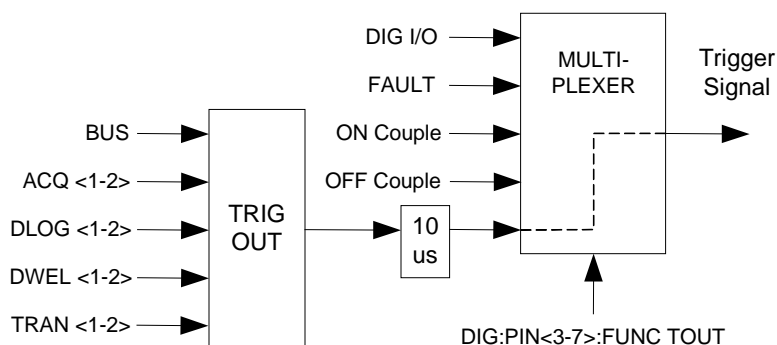 DIG I/O
FAULT
ON Couple
OFF Couple
MULTI-
PLEXER
Trigger
Signal
BUS
ACQ <1-2>
DLOG <1-2>
DWEL <1-2>
TRAN <1-2>
TRIG
OUT
10
us
DIG:PIN<3-7>:FUNC TOUT